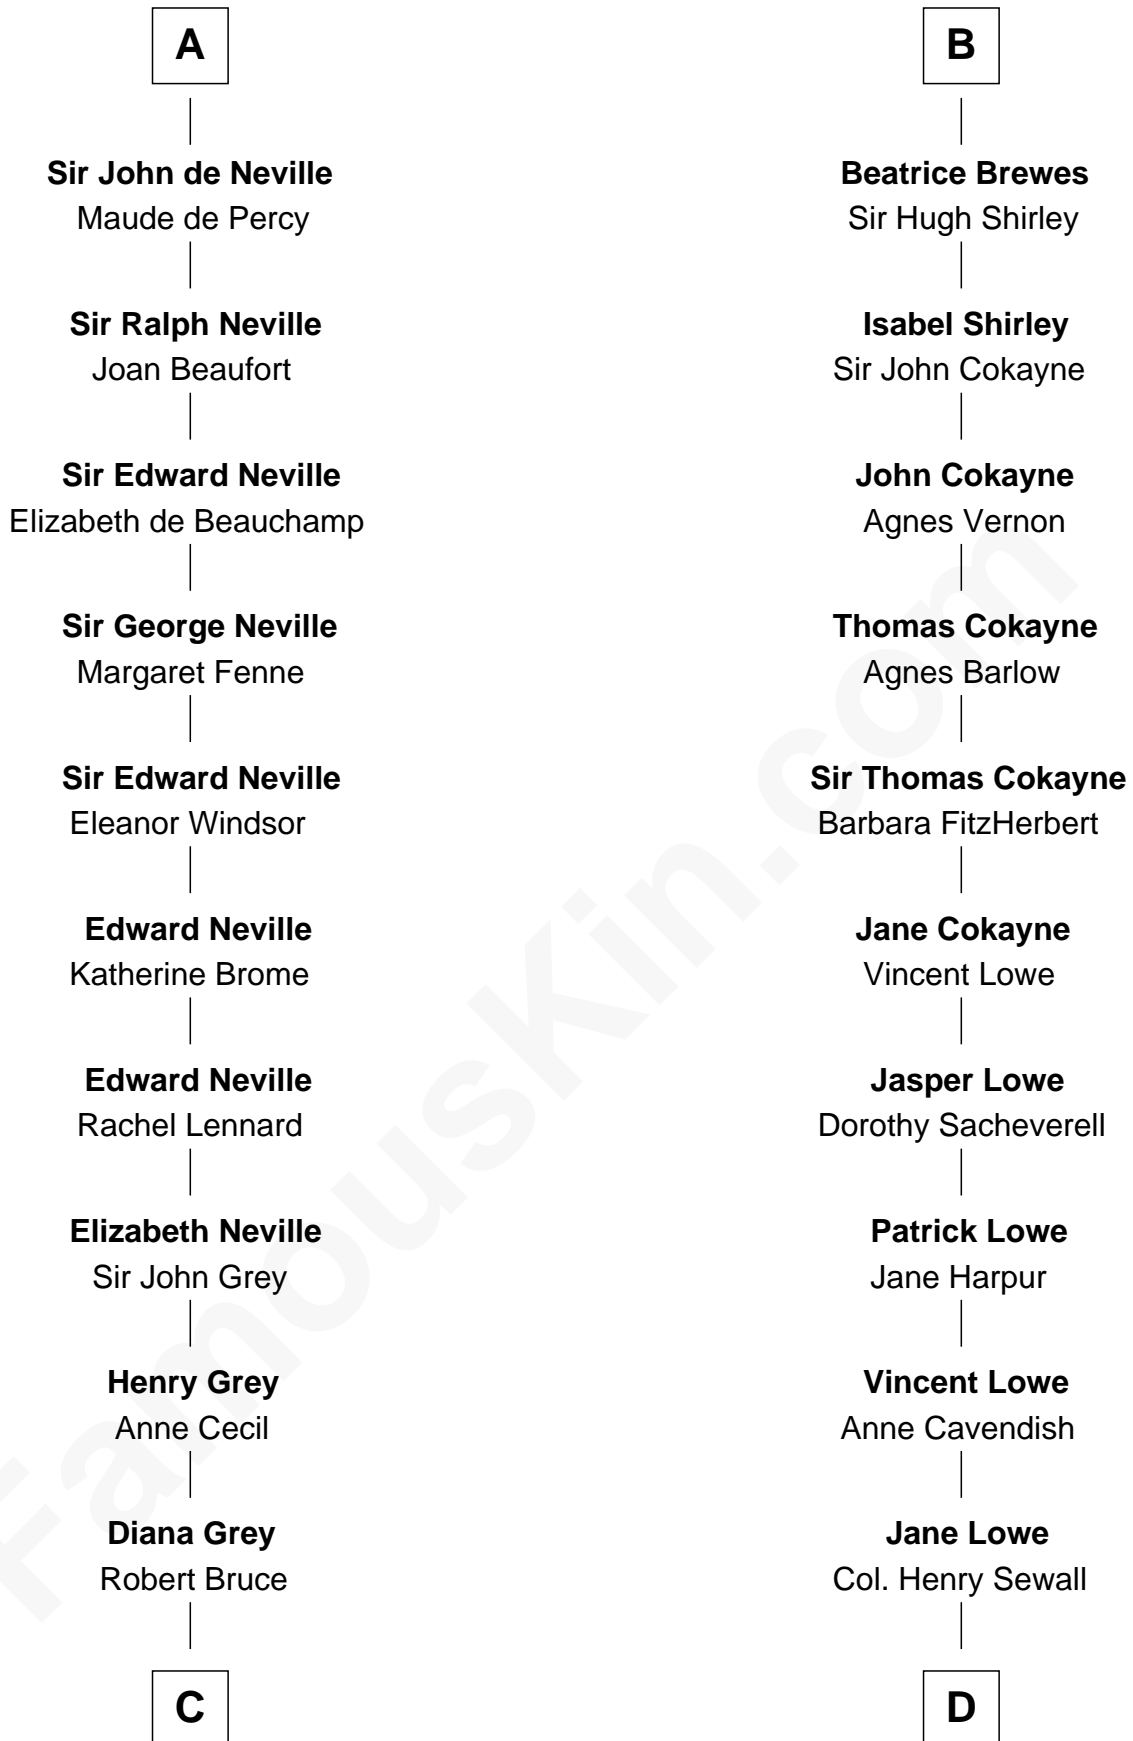 A
Sir John de Neville
Maude de Percy
Sir Ralph Neville
Joan Beaufort
Sir Edward Neville
Elizabeth de Beauchamp
Sir George Neville
Margaret Fenne
Sir Edward Neville
Eleanor Windsor
Edward Neville
Katherine Brome
Edward Neville
Rachel Lennard
Elizabeth Neville
Sir John Grey
Henry Grey
Anne Cecil
Diana Grey
Robert Bruce
C
B
Beatrice Brewes
Sir Hugh Shirley
Isabel Shirley
Sir John Cokayne
John Cokayne
Agnes Vernon
Thomas Cokayne
Agnes Barlow
Sir Thomas Cokayne
Barbara FitzHerbert
Jane Cokayne
Vincent Lowe
Jasper Lowe
Dorothy Sacheverell
Patrick Lowe
Jane Harpur
Vincent Lowe
Anne Cavendish
Jane Lowe
Col. Henry Sewall
D
FamousKin.com